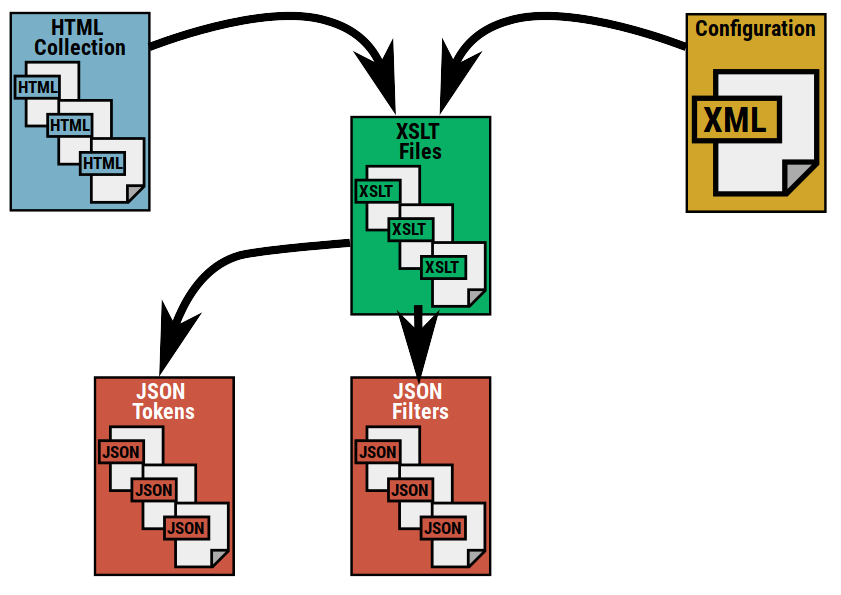 HTML
Collection
HTML
HTML
HTML
Configuration
XML
XSLT
Files
XSLT
XSLT
XSLT
JSON
Tokens
JSON
JSON
JSON
JSON
Filters
JSON
JSON
JSON